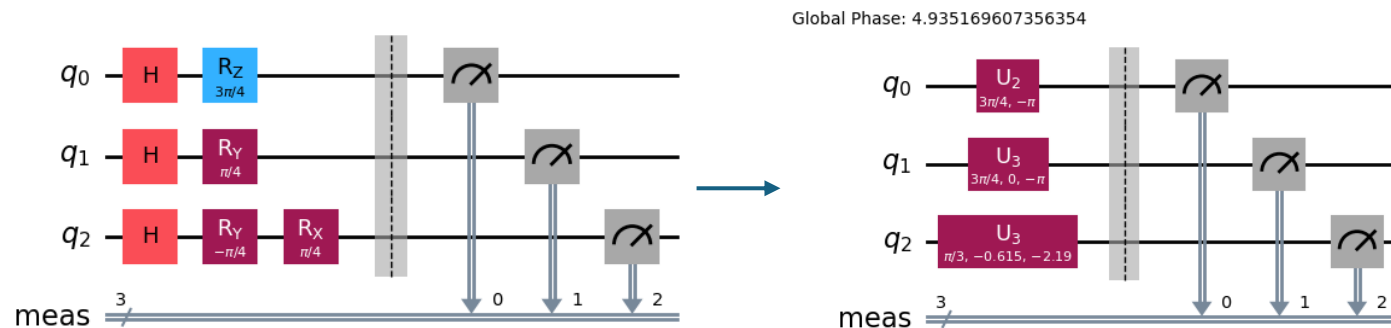 Global Phase: 4.935169607356354
q0 H RZ
3π/4
q1 H RY
π/4
q2 H RY RX
−π/4 π/4
meas 3 0 1 2
q0 U2
3π/4, −π
q1 U3
3π/4, 0, −π
q2 U3
π/3, −0.615, −2.19
meas 3 0 1 2